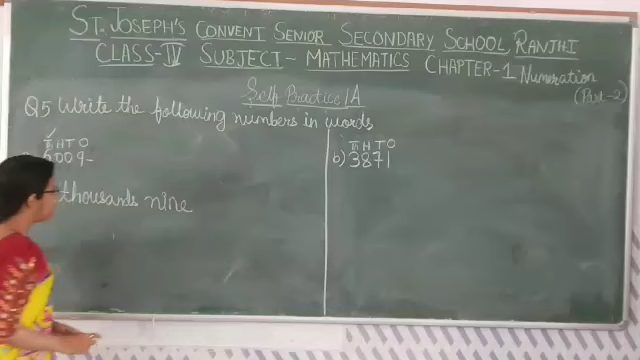 ST. JOSEPH'S CONVENT SENIOR SECONDARY SCHOOL RANJHI
CLASS-IV SUBJECT- MATHEMATICS CHAPTER-1 Numeration
(Part-2)
Self Practice 1A
Q5 Write the following numbers in words
Th H T O
009-
thousands nine
Th H T O
b) 3871